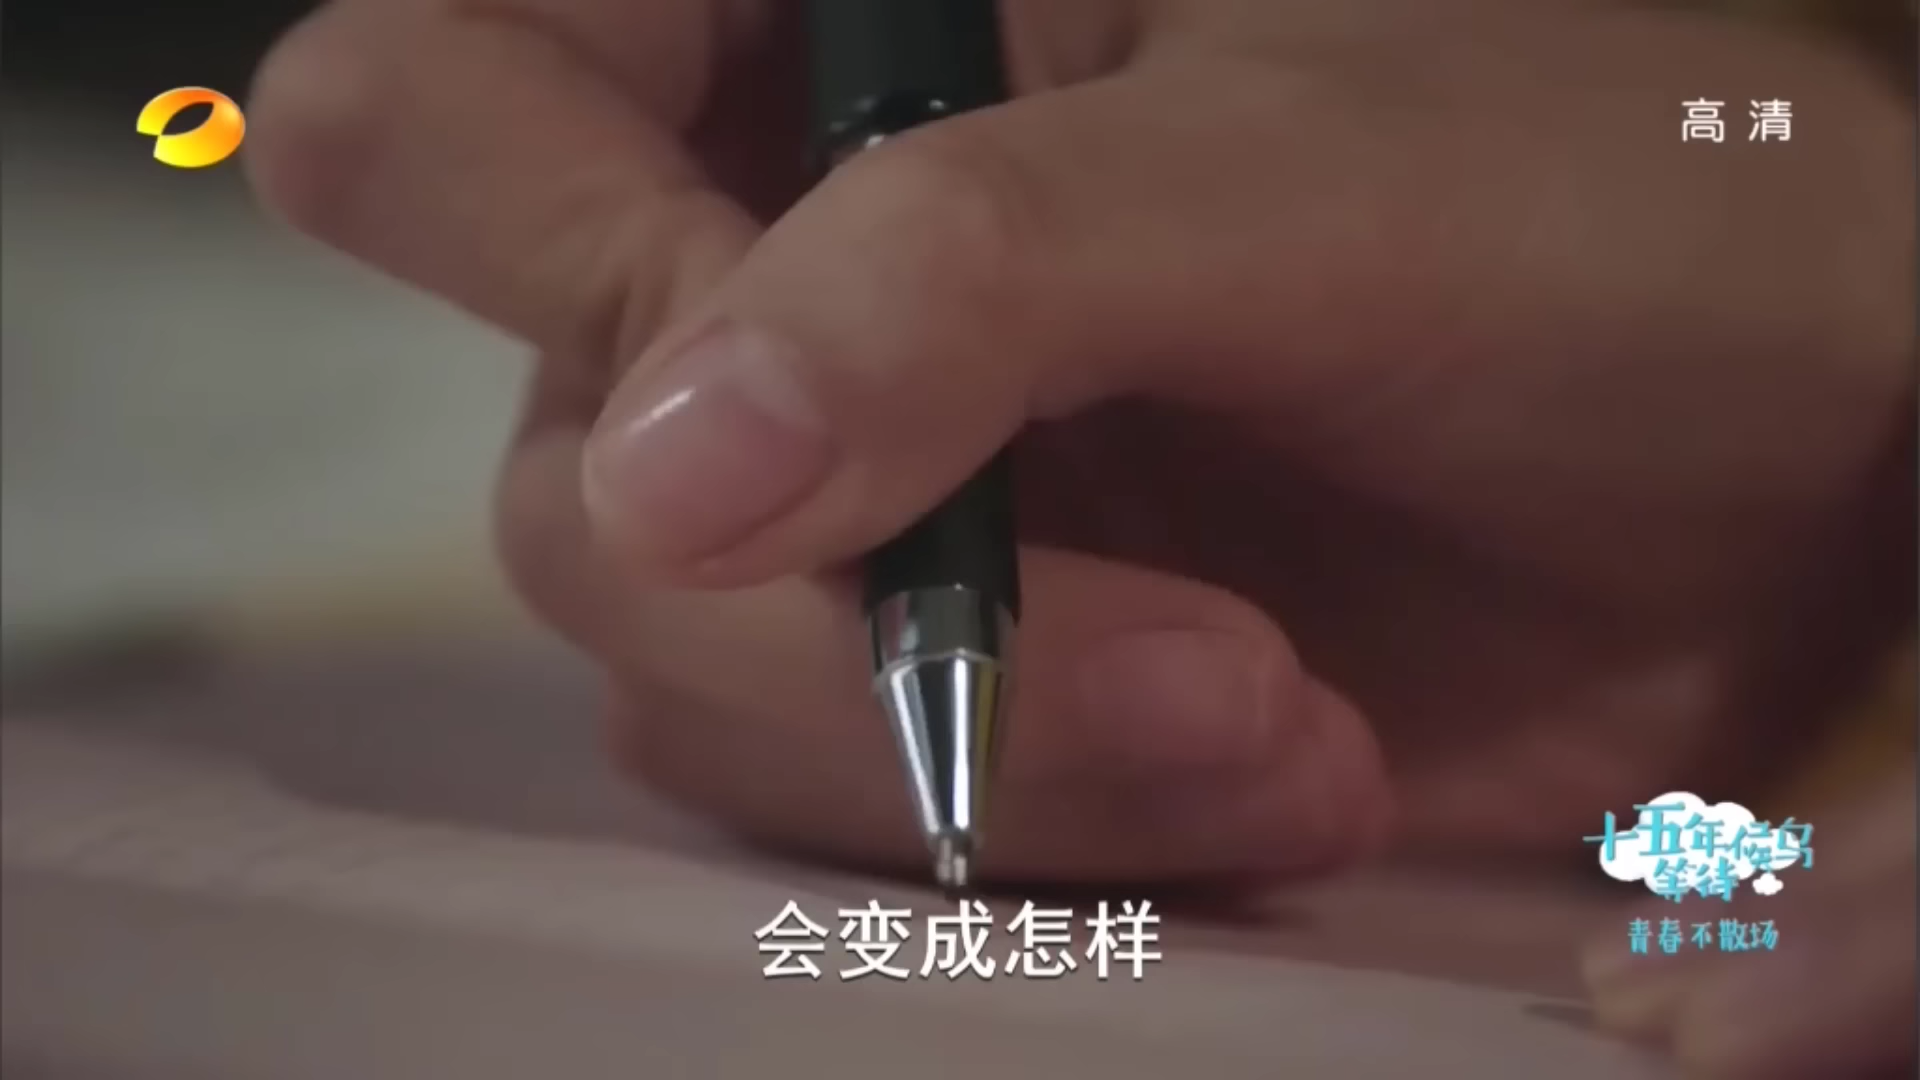 高清
十五年等待候鸟
青春不散场
会变成怎样